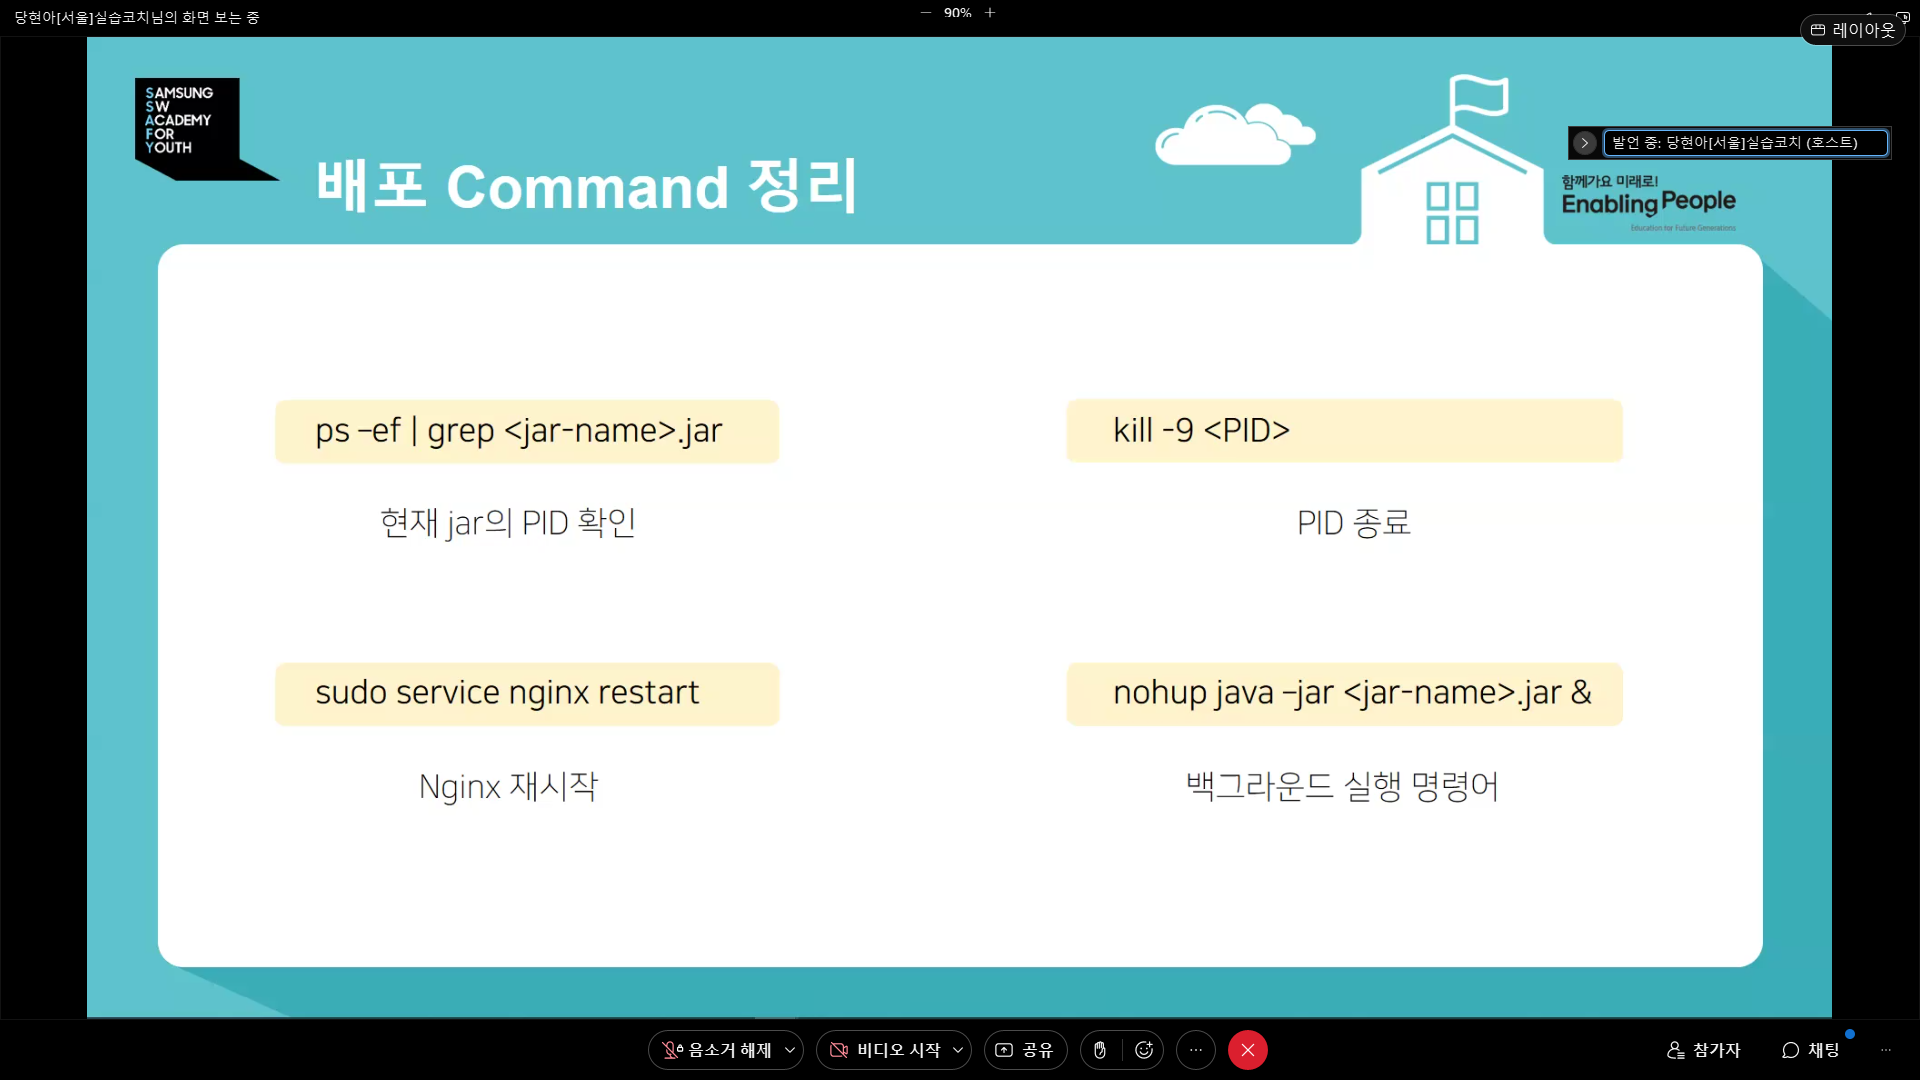 당현아[서울]실습코치님의 화면 보는 중
90%
레이아웃
SAMSUNG
SW
ACADEMY
FOR
YOUTH
배포 Command 정리
발언 중: 당현아[서울]실습코치 (호스트)
함께가요 미래로!
Enabling People
Education for Future Generations
ps –ef | grep <jar-name>.jar
현재 jar의 PID 확인
kill -9 <PID>
PID 종료
sudo service nginx restart
Nginx 재시작
nohup java –jar <jar-name>.jar &
백그라운드 실행 명령어
음소거 해제
비디오 시작
공유
참가자
채팅